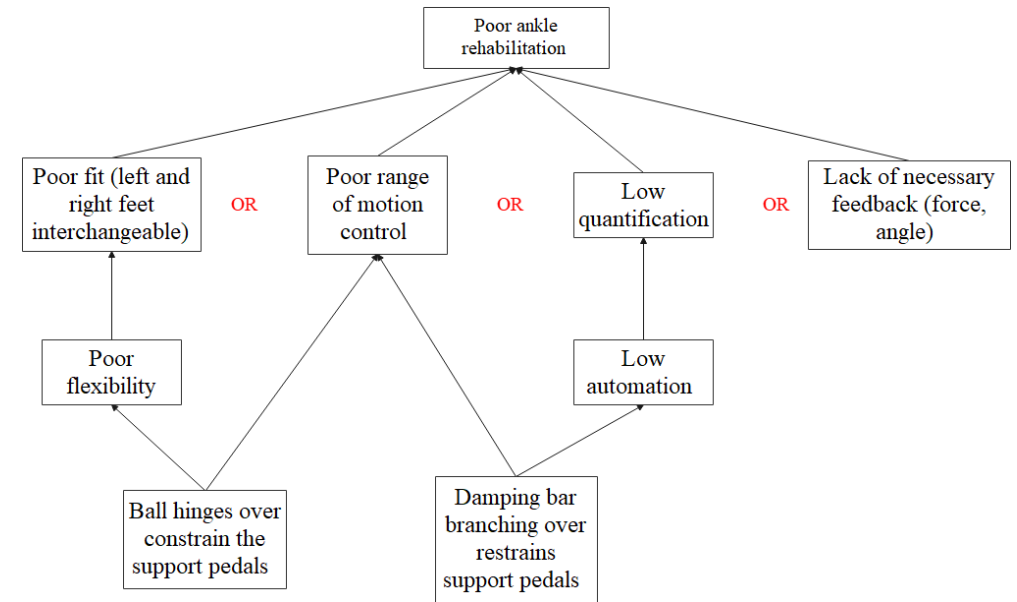 Poor ankle
rehabilitation
Poor fit (left and
right feet
interchangeable)
OR
Poor range
of motion
control
OR
Low
quantification
OR
Lack of necessary
feedback (force,
angle)
Poor
flexibility
Low
automation
Ball hinges over
constrain the
support pedals
Damping bar
branching over
restrains
support pedals